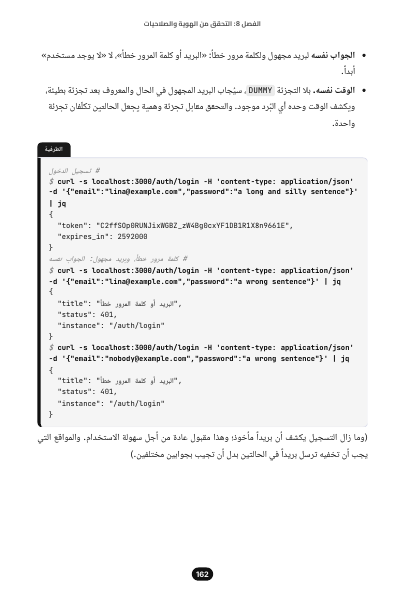 الفصل 8: التحقق من الهوية والصلاحيات
• الجواب نفسه لبريد مجهول ولكلمة مرور خطأ: «البريد أو كلمة المرور خطأ»، لا «لا يوجد مستخدم»
أبداً.
• الوقت نفسه. بلا التجزئة DUMMY، سيُجاب البريد المجهول في الحال والمعروف بعد تجزئة بطيئة،
ويكشف الوقت وحده أي البُرد موجود. والتحقق مقابل تجزئة وهمية يجعل الحالتين تكلّفان تجزئة
واحدة.
الطرفية
# تسجيل الدخول
$ curl -s localhost:3000/auth/login -H 'content-type: application/json'
-d '{"email":"lina@example.com","password":"a long and silly sentence"}'
| jq
{
"token": "C2ffSOp0RUNJixWGBZ_zW4Bg0cxYF1DB1R1X8n9661E",
"expires_in": 2592000
}
# كلمة مرور خطأ، وبريد مجهول: الجواب نفسه
$ curl -s localhost:3000/auth/login -H 'content-type: application/json'
-d '{"email":"lina@example.com","password":"a wrong sentence"}' | jq
{
"title": "البريد أو كلمة المرور خطأ",
"status": 401,
"instance": "/auth/login"
}
$ curl -s localhost:3000/auth/login -H 'content-type: application/json'
-d '{"email":"nobody@example.com","password":"a wrong sentence"}' | jq
{
"title": "البريد أو كلمة المرور خطأ",
"status": 401,
"instance": "/auth/login"
}
(وما زال التسجيل يكشف أن بريداً مأخوذ؛ وهذا مقبول عادة من أجل سهولة الاستخدام. والمواقع التي
يجب أن تخفيه ترسل بريداً في الحالتين بدل أن تجيب بجوابين مختلفين.)
162